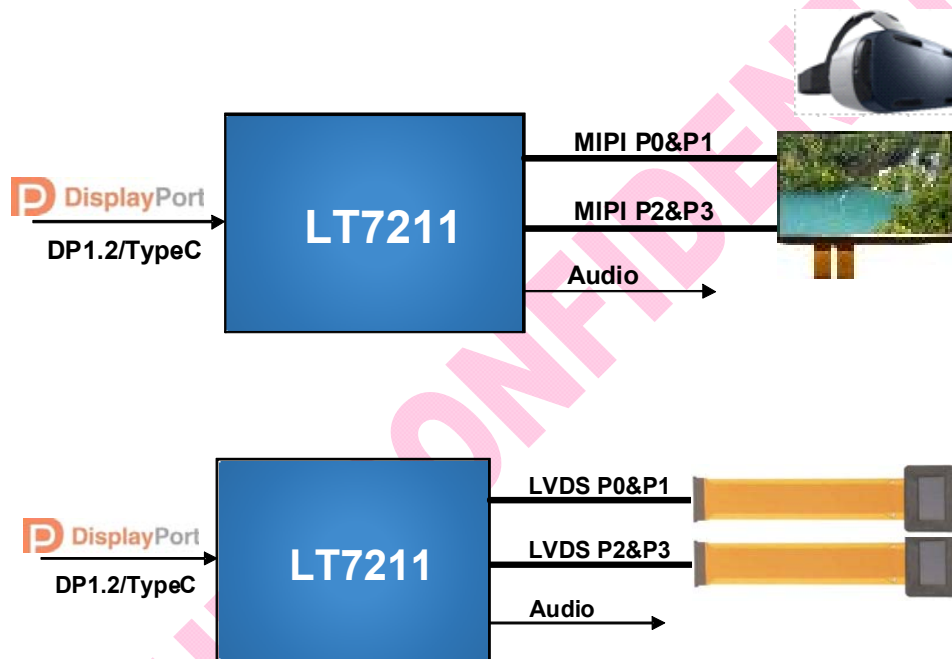 MIPI P0&P1
DisplayPort
LT7211
MIPI P2&P3
DP1.2/TypeC
Audio
LVDS P0&P1
DisplayPort
LT7211
LVDS P2&P3
DP1.2/TypeC
Audio